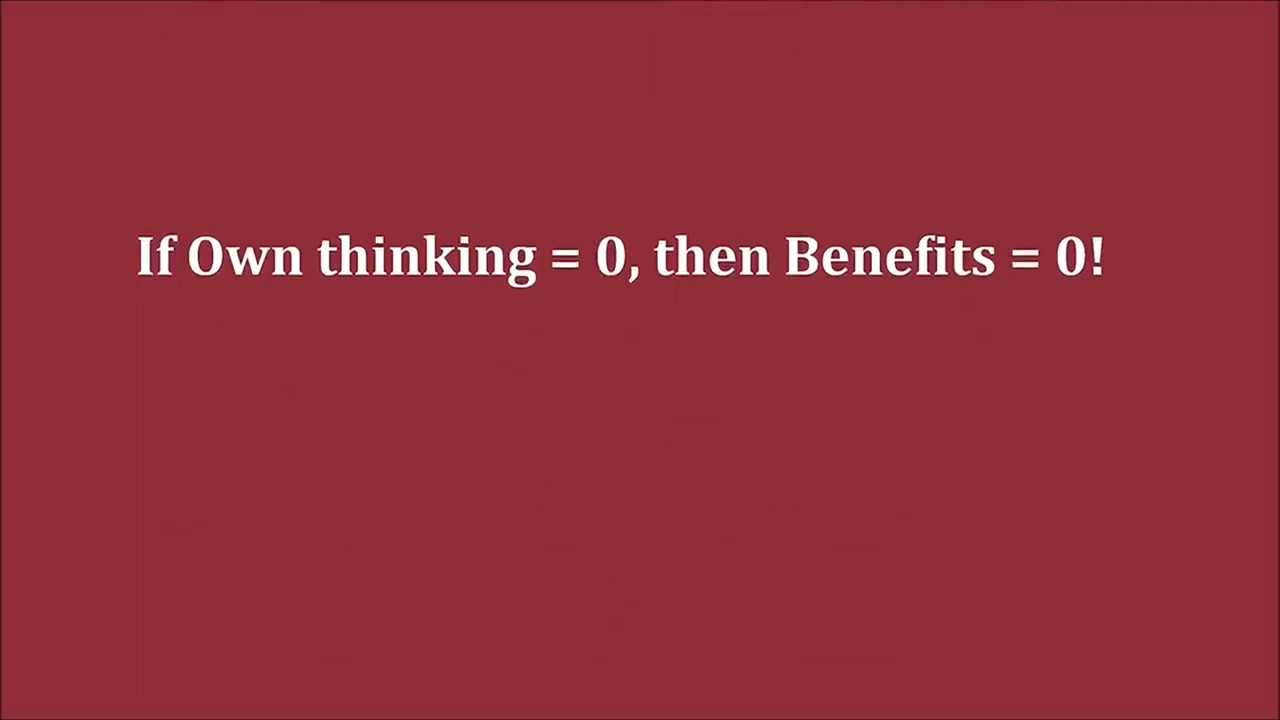 If Own thinking = 0, then Benefits = 0!